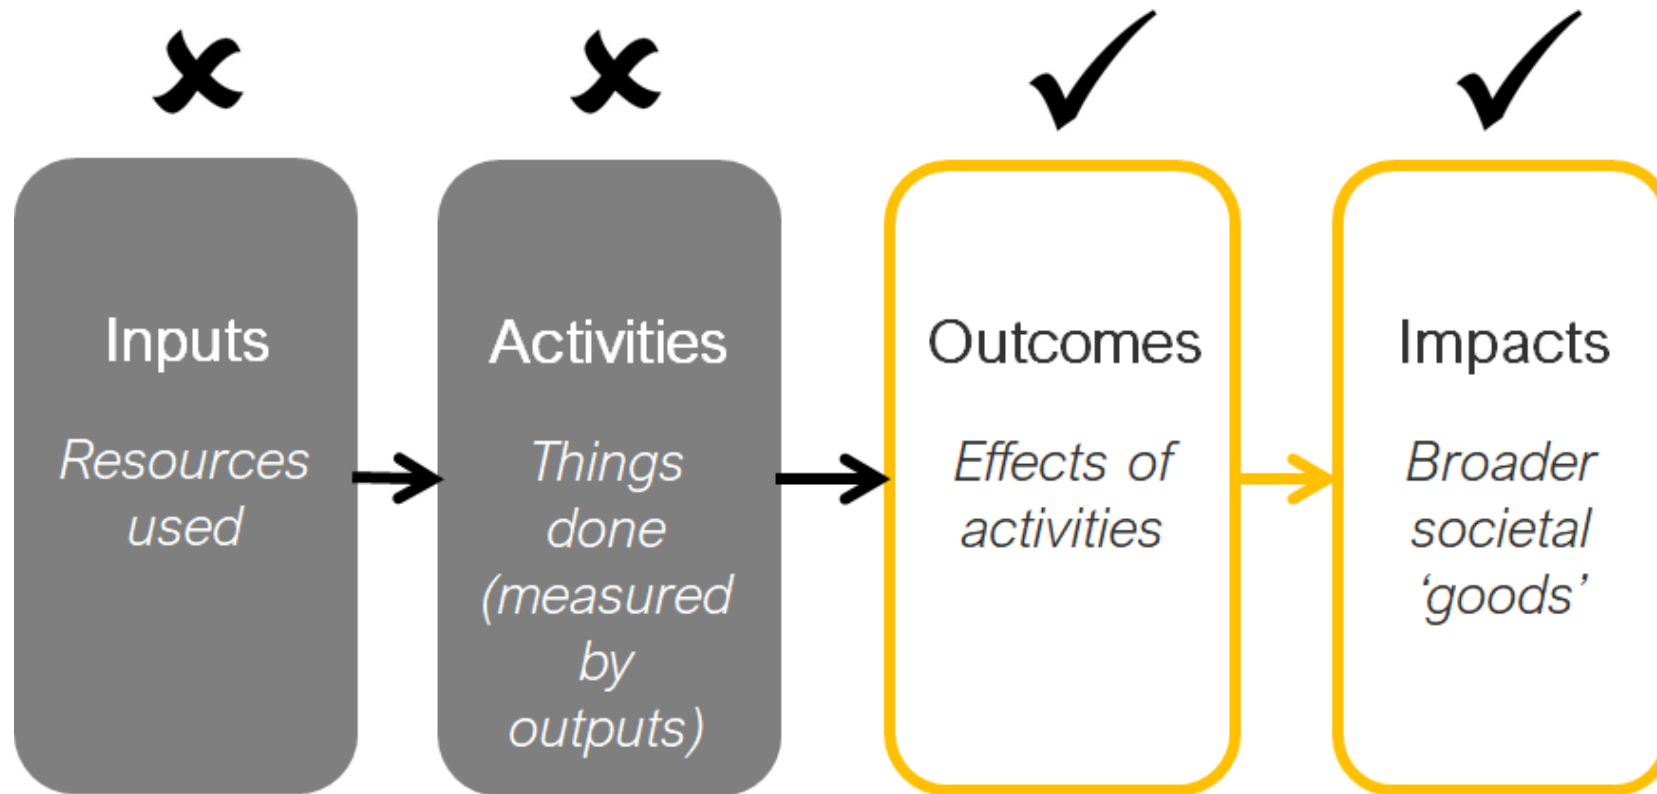 Inputs
Resources
used
Activities
Things
done
(measured
by
outputs)
Outcomes
Effects of
activities
Impacts
Broader
societal
‘goods’